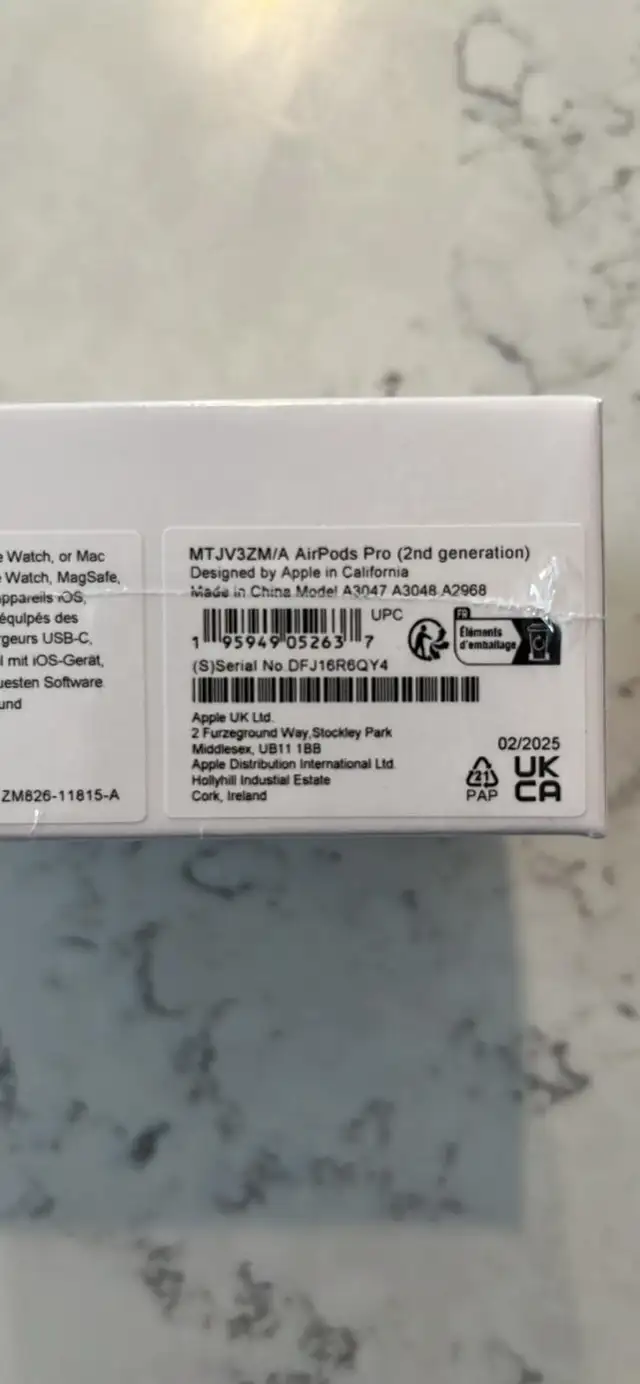 e Watch, or Mac
e Watch, MagSafe,
appareils iOS,
équipés des
rgeurs USB-C,
l mit iOS-Gerät,
uesten Software
und
ZM826-11815-A
MTJV3ZM/A AirPods Pro (2nd generation)
Designed by Apple in California
Made in China Model A3047 A3048 A2968
UPC
1 95949 05263 7
FR
Éléments
d'emballage
(S)Serial No.DFJ16R6QY4
Apple UK Ltd.
2 Furzeground Way,Stockley Park
Middlesex, UB11 1BB
Apple Distribution International Ltd.
Hollyhill Industial Estate
Cork, Ireland
02/2025
21
PAP
UK
CA